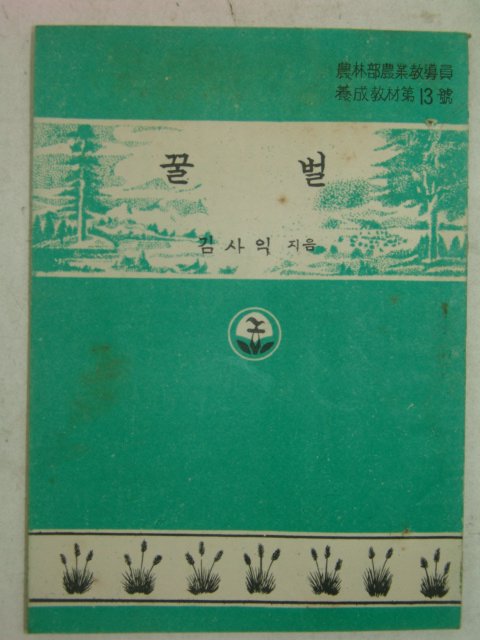 農林部農業敎導員
養成敎材第13號
꿀 벌
김사익 지음